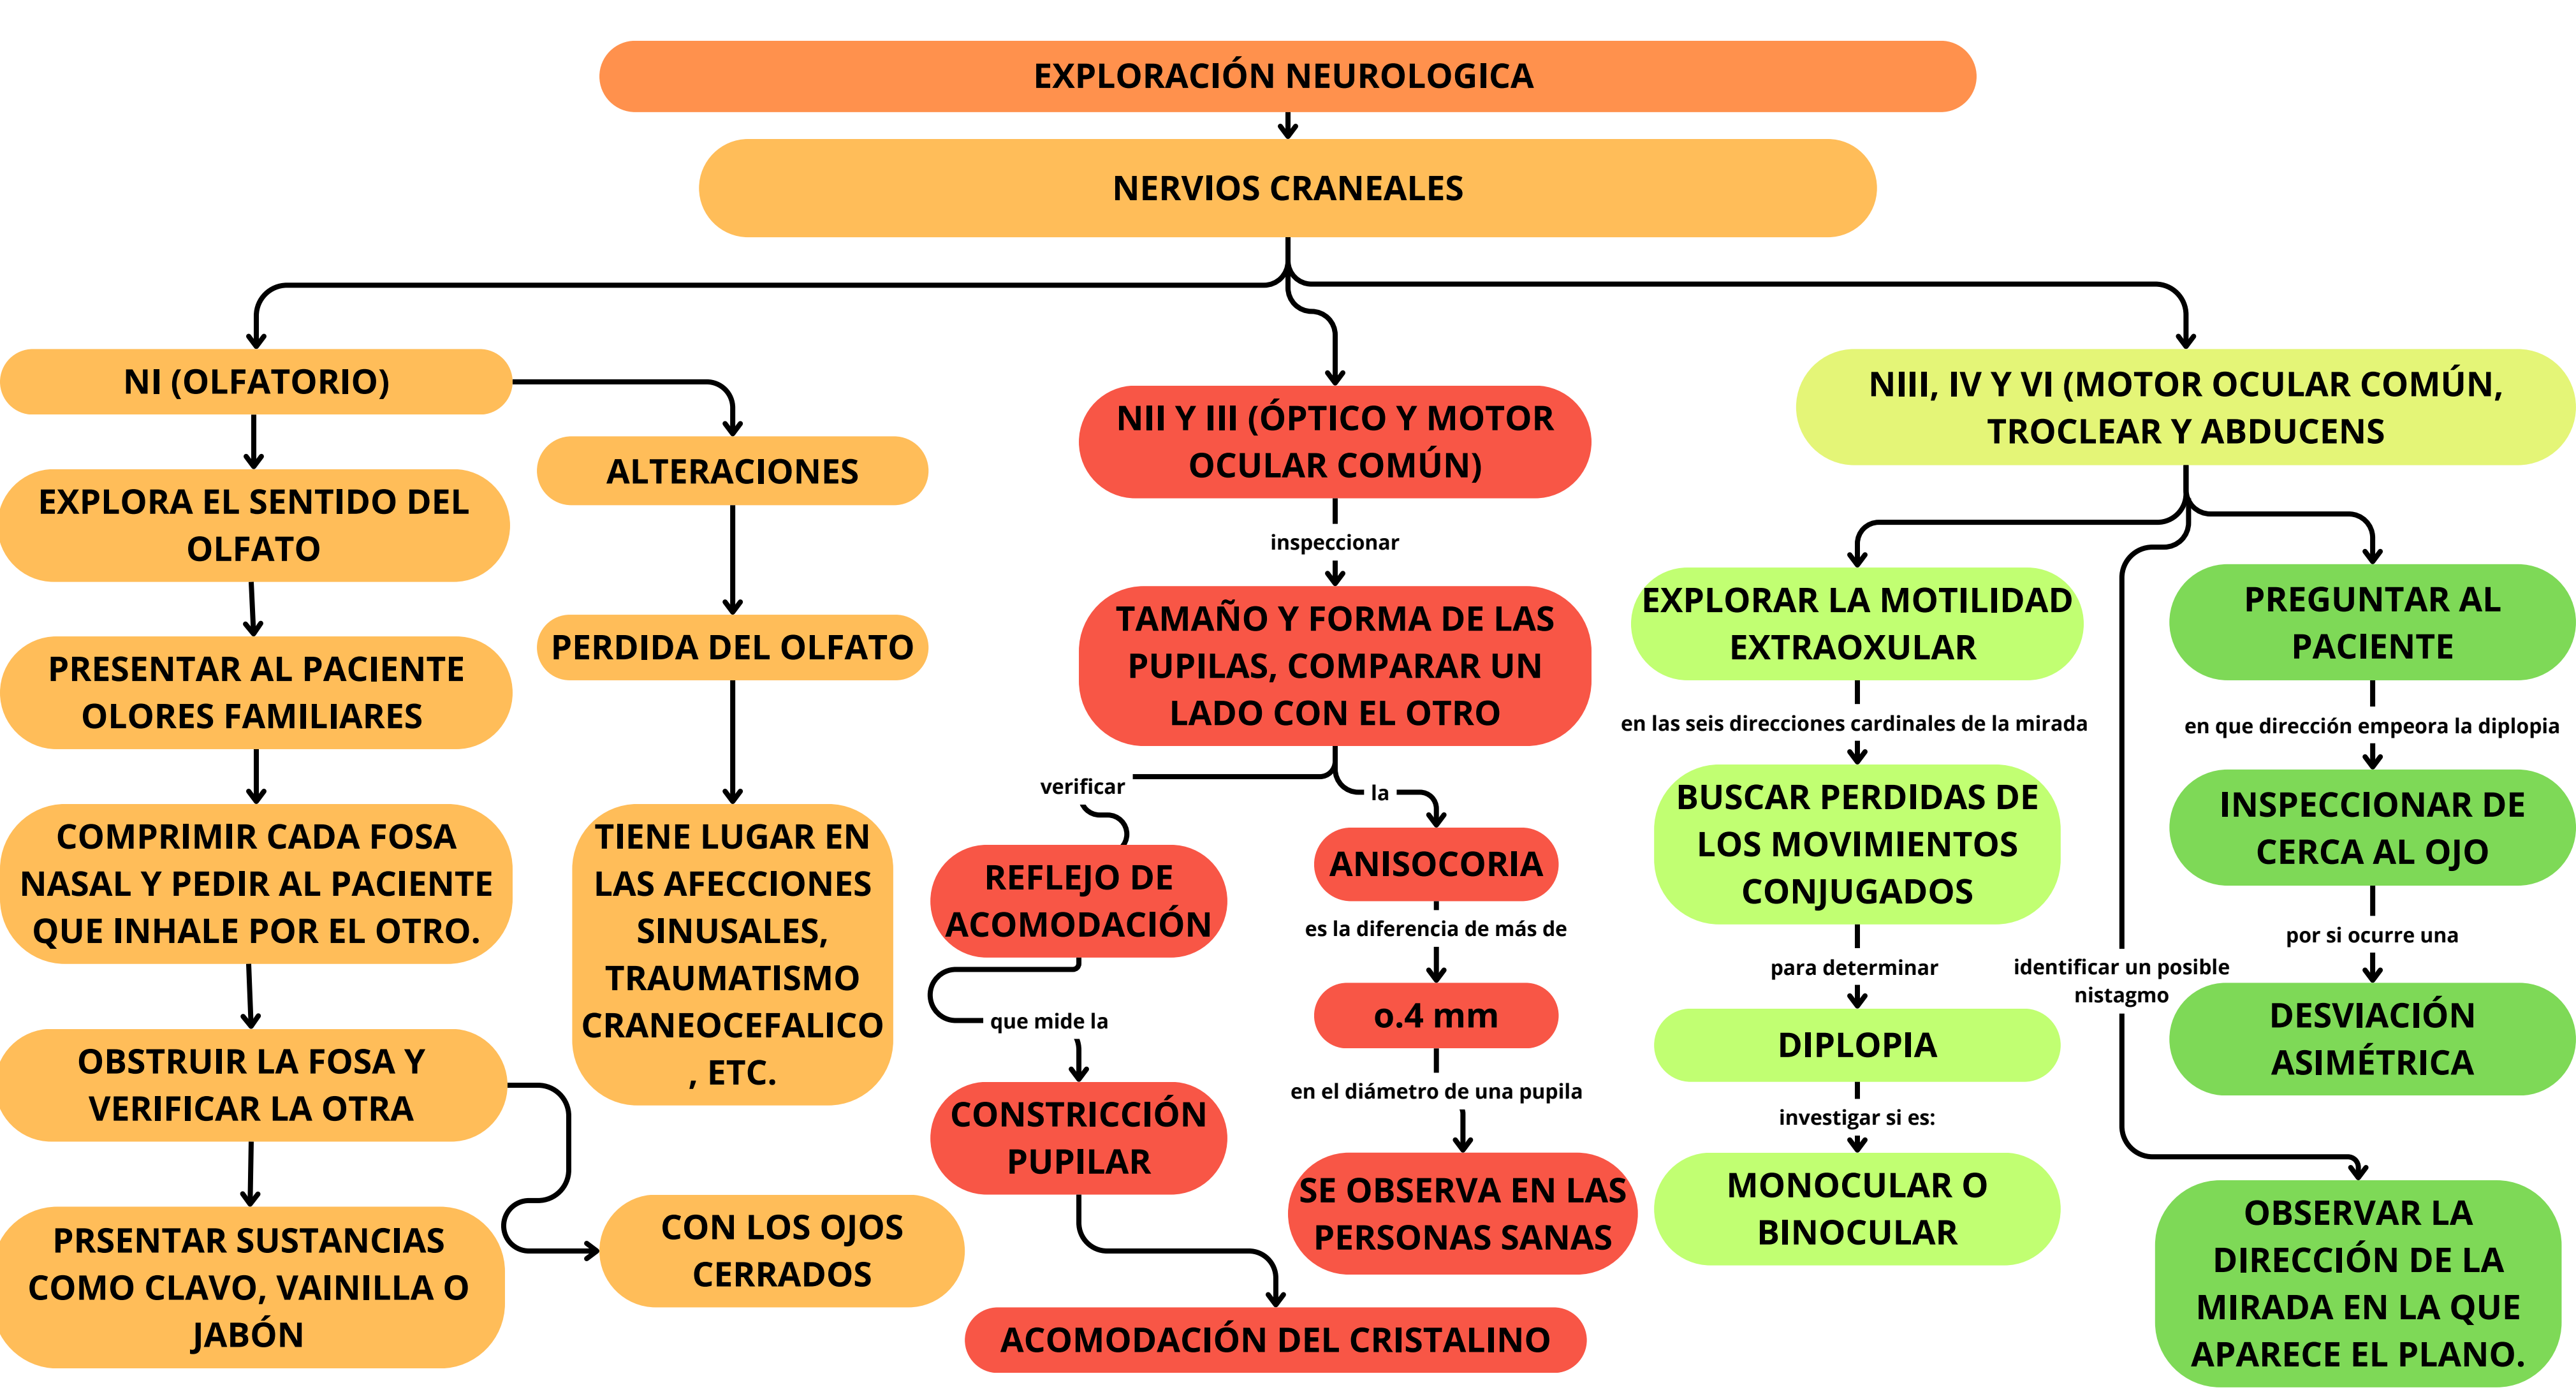 EXPLORACIÓN NEUROLOGICA
NERVIOS CRANEALES
NI (OLFATORIO)
EXPLORA EL SENTIDO DEL
OLFATO
PRESENTAR AL PACIENTE
OLORES FAMILIARES
COMPRIMIR CADA FOSA
NASAL Y PEDIR AL PACIENTE
QUE INHALE POR EL OTRO.
OBSTRUIR LA FOSA Y
VERIFICAR LA OTRA
PRSENTAR SUSTANCIAS
COMO CLAVO, VAINILLA O
JABÓN
CON LOS OJOS
CERRADOS
ALTERACIONES
PERDIDA DEL OLFATO
TIENE LUGAR EN
LAS AFECCIONES
SINUSALES,
TRAUMATISMO
CRANEOCEFALICO
, ETC.
NII Y III (ÓPTICO Y MOTOR
OCULAR COMÚN)
inspeccionar
TAMAÑO Y FORMA DE LAS
PUPILAS, COMPARAR UN
LADO CON EL OTRO
verificar
REFLEJO DE
ACOMODACIÓN
que mide la
CONSTRICCIÓN
PUPILAR
ACOMODACIÓN DEL CRISTALINO
la
ANISOCORIA
es la diferencia de más de
o.4 mm
en el diámetro de una pupila
SE OBSERVA EN LAS
PERSONAS SANAS
NIII, IV Y VI (MOTOR OCULAR COMÚN,
TROCLEAR Y ABDUCENS
EXPLORAR LA MOTILIDAD
EXTRAOXULAR
en las seis direcciones cardinales de la mirada
BUSCAR PERDIDAS DE
LOS MOVIMIENTOS
CONJUGADOS
para determinar
DIPLOPIA
investigar si es:
MONOCULAR O
BINOCULAR
identificar un posible
nistagmo
OBSERVAR LA
DIRECCIÓN DE LA
MIRADA EN LA QUE
APARECE EL PLANO.
PREGUNTAR AL
PACIENTE
en que dirección empeora la diplopia
INSPECCIONAR DE
CERCA AL OJO
por si ocurre una
DESVIACIÓN
ASIMÉTRICA